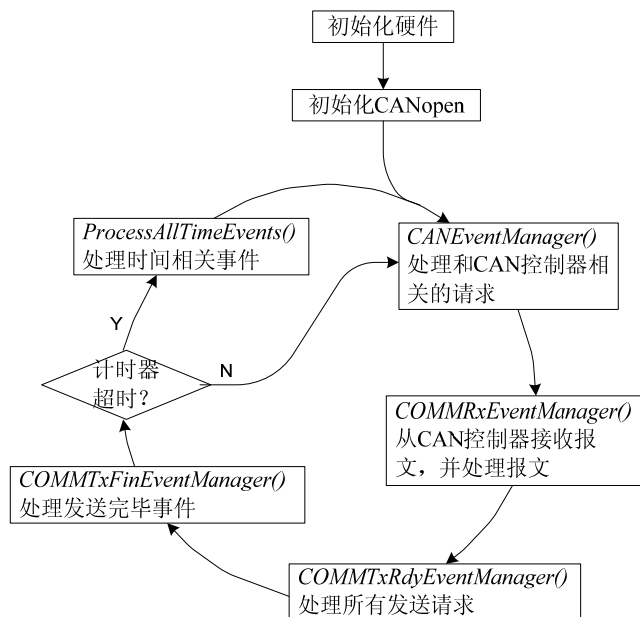 初始化硬件
初始化CANopen
ProcessAllTimeEvents()
处理时间相关事件
CANEventManager()
处理和CAN控制器相
关的请求
Y
N
计时器
超时?
COMMRxEventManager()
从CAN控制器接收报
文，并处理报文
COMMTxFinEventManager()
处理发送完毕事件
COMMTxRdyEventManager()
处理所有发送请求